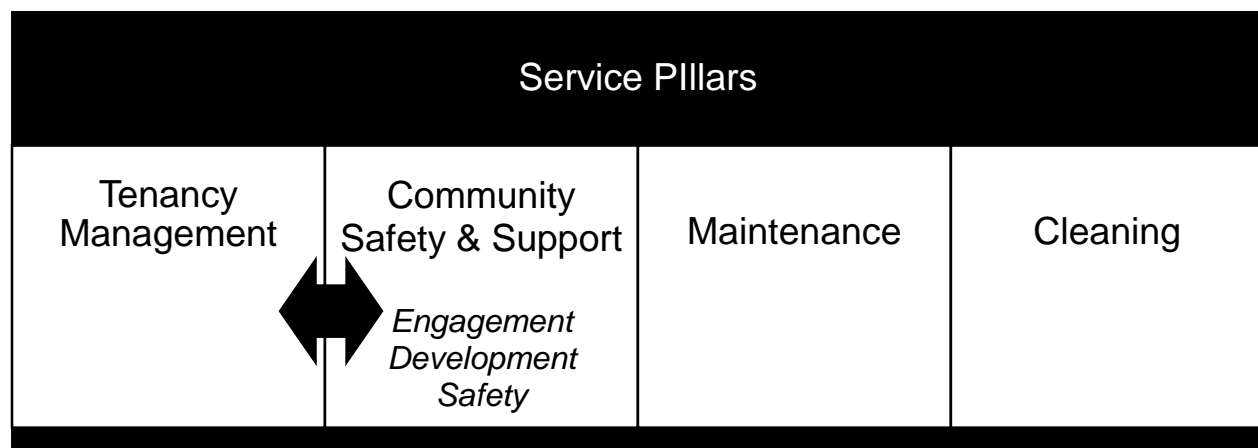 Service PIllars
Tenancy
Management
Community
Safety & Support
Engagement
Development
Safety
Maintenance
Cleaning